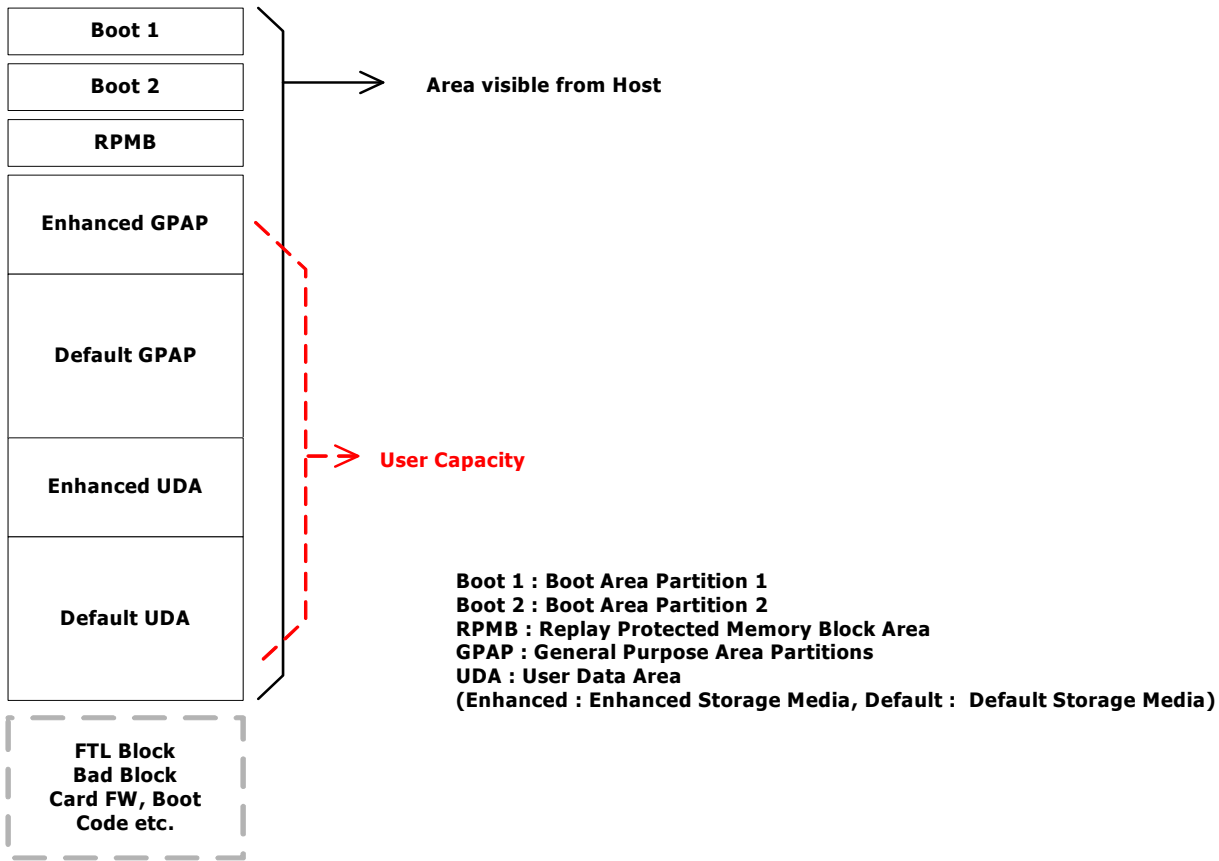 Boot 1
Boot 2
Area visible from Host
RPMB
Enhanced GPAP
Default GPAP
User Capacity
Enhanced UDA
Default UDA
Boot 1 : Boot Area Partition 1
Boot 2 : Boot Area Partition 2
RPMB : Replay Protected Memory Block Area
GPAP : General Purpose Area Partitions
UDA : User Data Area
(Enhanced : Enhanced Storage Media, Default :  Default Storage Media)
FTL Block
Bad Block
Card FW, Boot
Code etc.